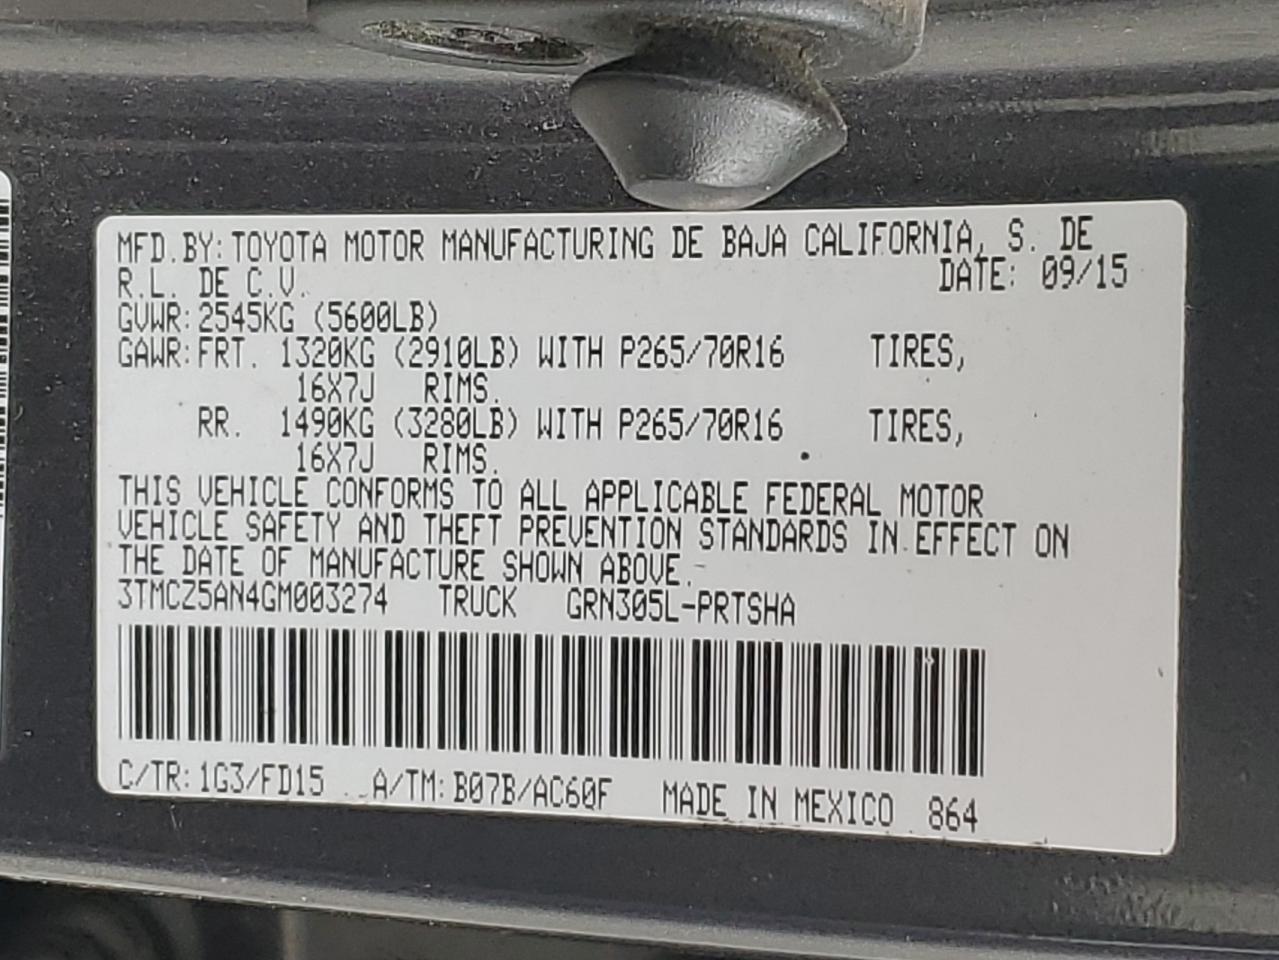 MFD.BY: TOYOTA MOTOR MANUFACTURING DE BAJA CALIFORNIA, S. DE
R.L. DE C.V. DATE: 09/15
GVWR: 2545KG (5600LB)
GAWR: FRT. 1320KG (2910LB) WITH P265/70R16 TIRES,
16X7J RIMS.
RR. 1490KG (3280LB) WITH P265/70R16 TIRES,
16X7J RIMS.
THIS VEHICLE CONFORMS TO ALL APPLICABLE FEDERAL MOTOR
VEHICLE SAFETY AND THEFT PREVENTION STANDARDS IN EFFECT ON
THE DATE OF MANUFACTURE SHOWN ABOVE.
3TMCZ5AN4GM003274 TRUCK GRN305L-PRTSHA
C/TR: 1G3/FD15 A/TM: B07B/AC60F MADE IN MEXICO 864